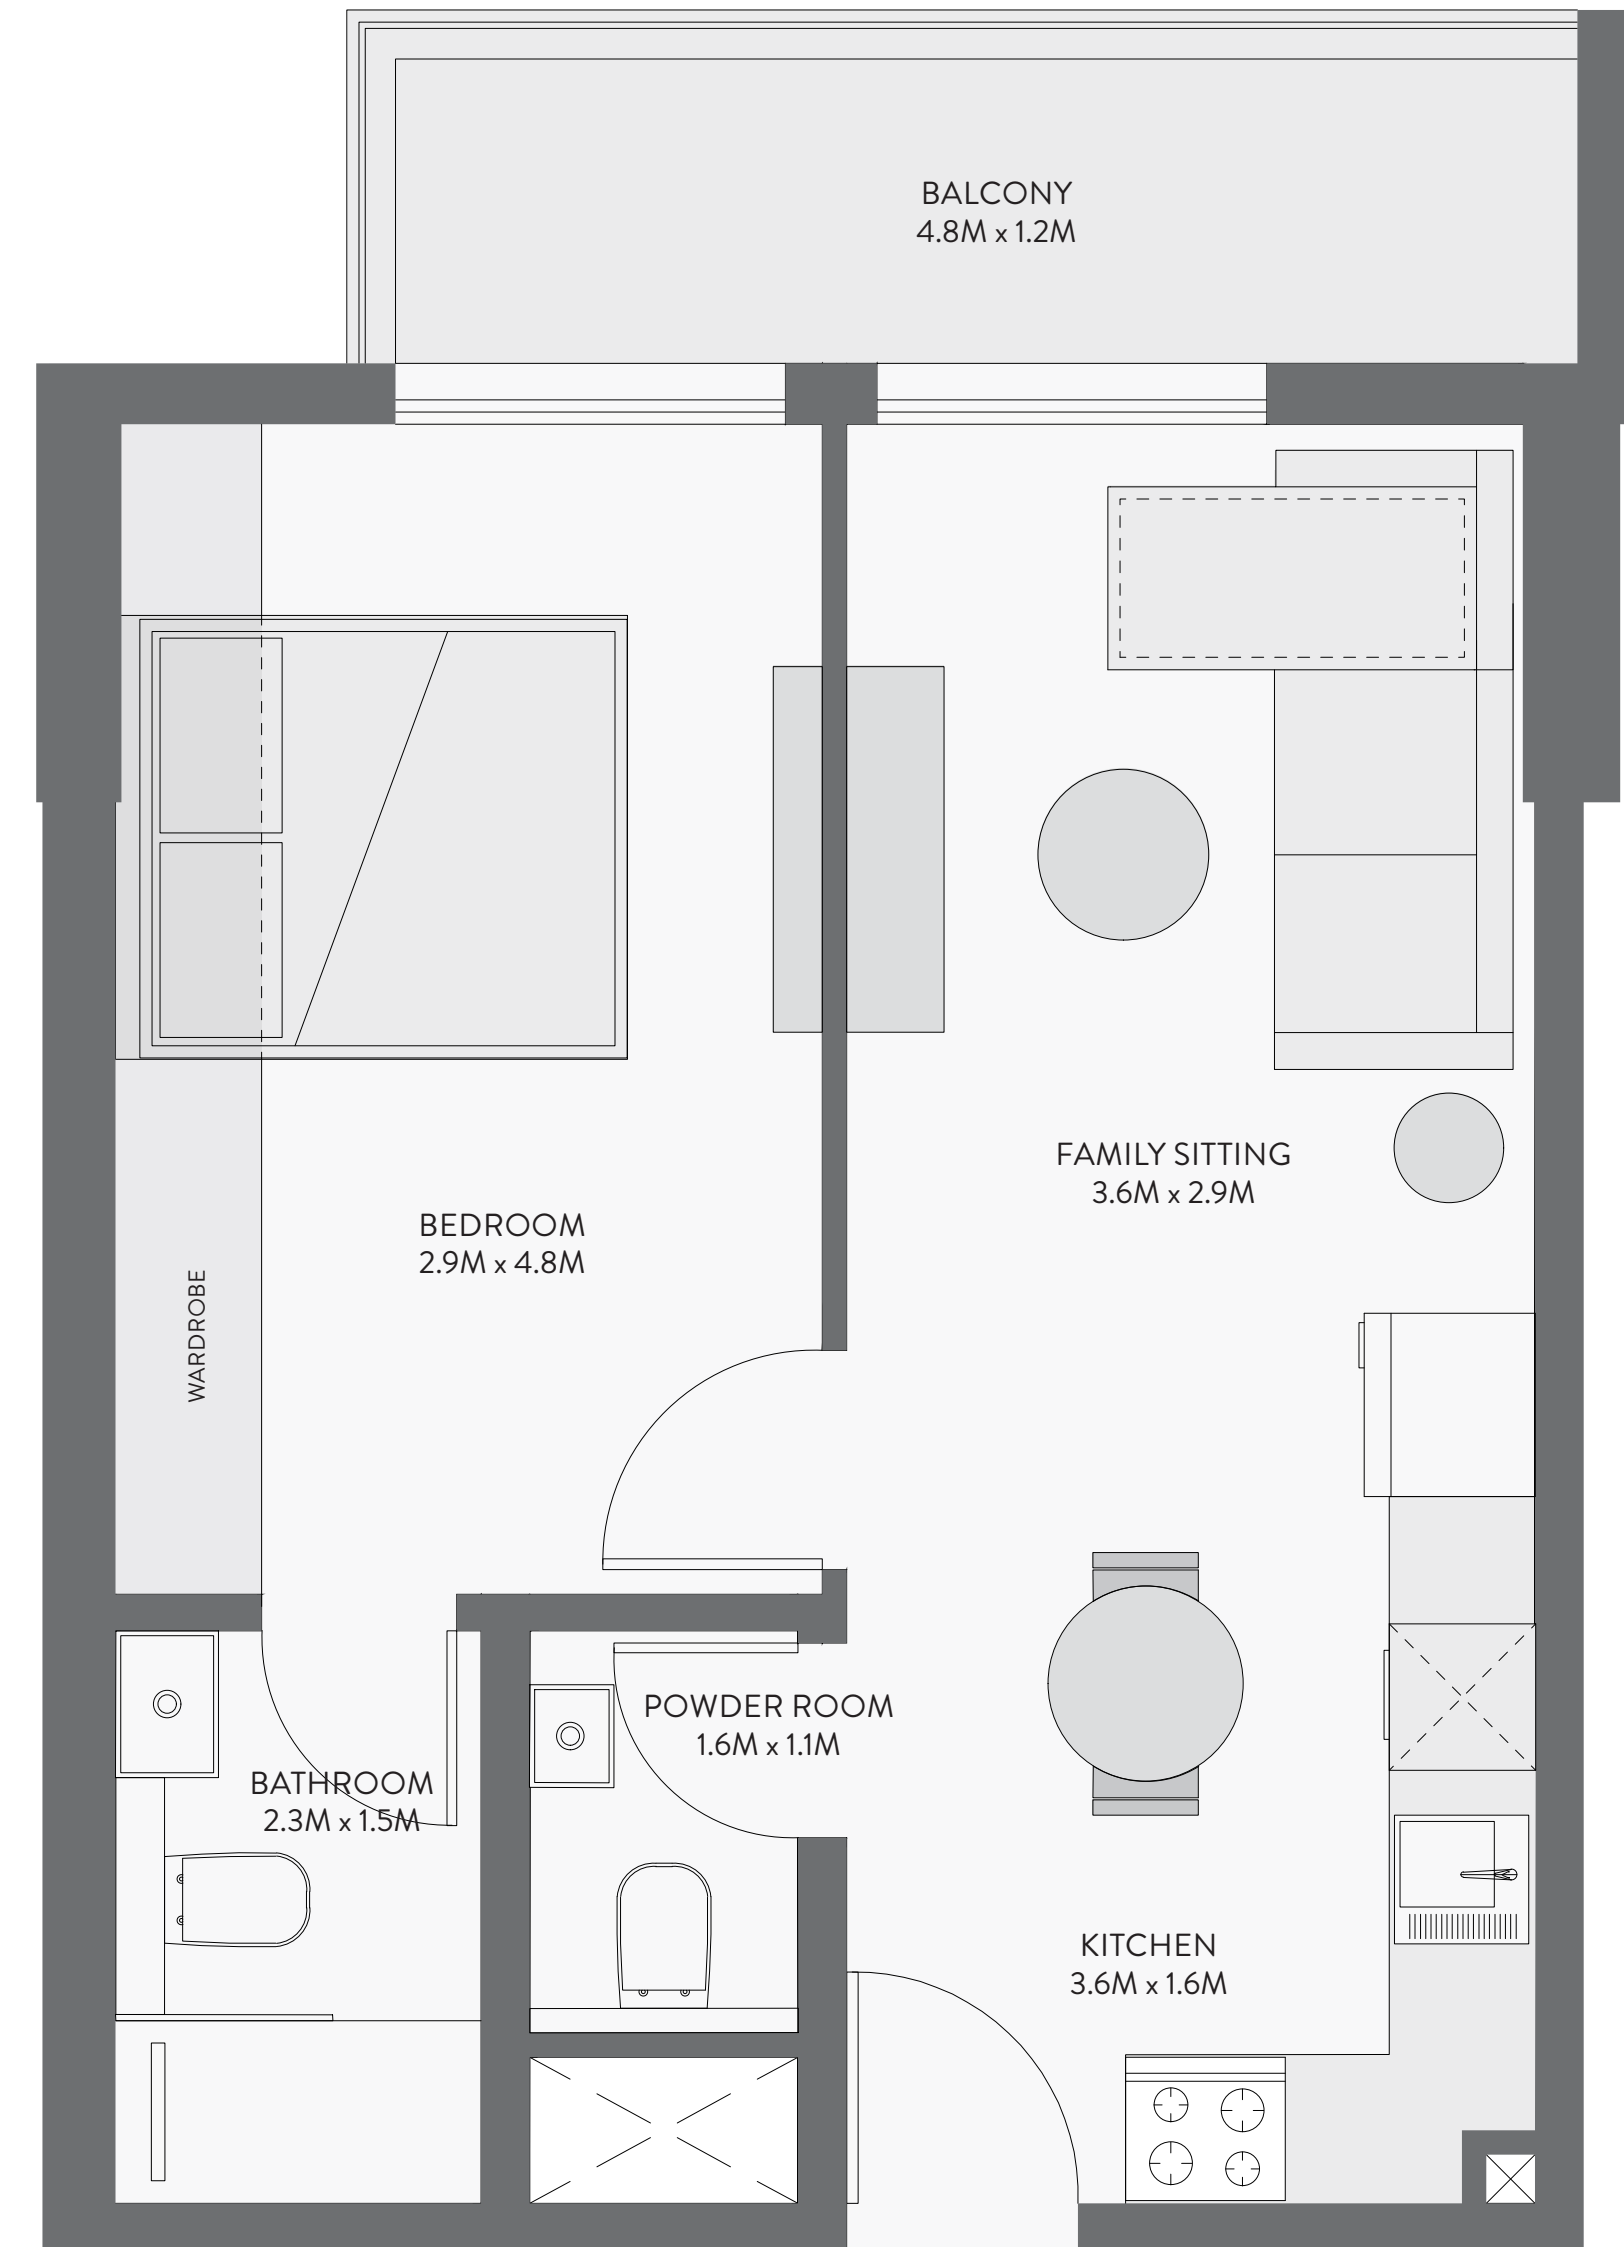 BALCONY
4.8M x 1.2M
FAMILY SITTING
3.6M x 2.9M
BEDROOM
2.9M x 4.8M
WARDROBE
POWDER ROOM
1.6M x 1.1M
BATHROOM
2.3M x 1.5M
KITCHEN
3.6M x 1.6M